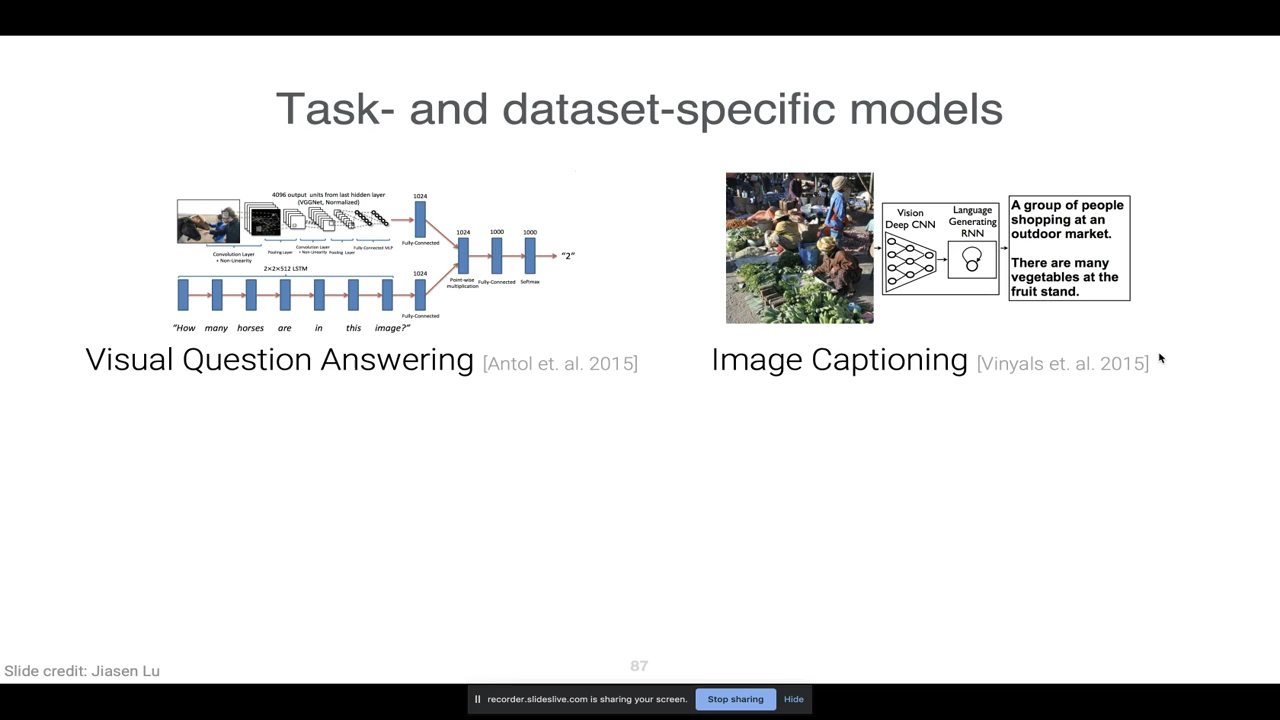 Task- and dataset-specific models
4096 output units from last hidden layer
(VGGNet, Normalized)
1024
Convolution Layer
+ Non-Linearity
Pooling Layer
Convolution Layer
+ Non-Linearity
Pooling Layer
Fully-Connected MLP
Fully-Connected
1024
1000
1000
"2"
2×2×512 LSTM
1024
Point-wise
multiplication
Fully-Connected
Softmax
Fully-Connected
"How many horses are in this image?"
Visual Question Answering [Antol et. al. 2015]
Vision
Deep CNN
Language
Generating
RNN
A group of people
shopping at an
outdoor market.
There are many
vegetables at the
fruit stand.
Image Captioning [Vinyals et. al. 2015]
Slide credit: Jiasen Lu
87
recorder.slideslive.com is sharing your screen.
Stop sharing
Hide